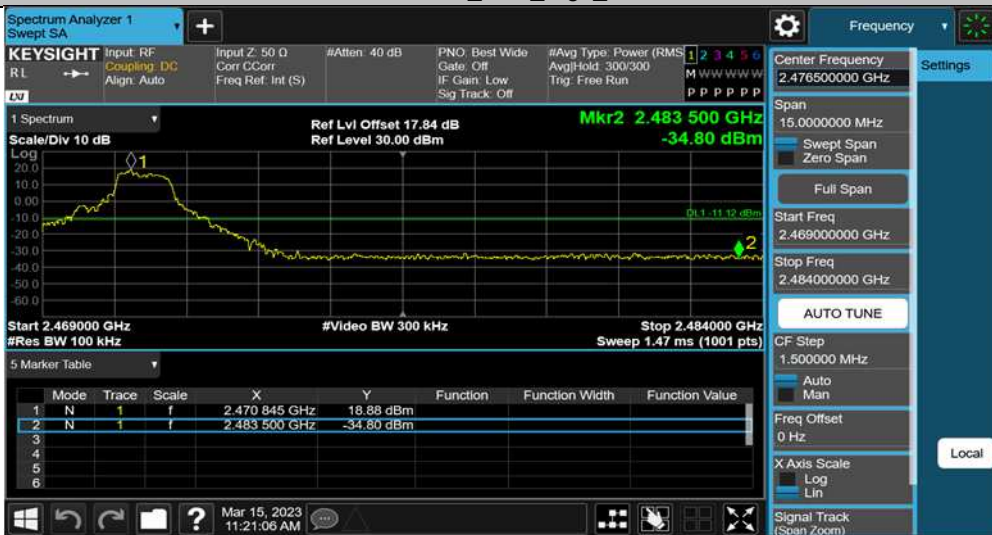 Spectrum Analyzer 1
Swept SA
Frequency
KEYSIGHT
RL
LXI
Input: RF
Coupling: DC
Align: Auto
Input Z: 50 Ω
Corr CCorr
Freq Ref: Int (S)
#Atten: 40 dB
PNO: Best Wide
Gate: Off
IF Gain: Low
Sig Track: Off
#Avg Type: Power (RMS
Avg|Hold: 300/300
Trig: Free Run
1 2 3 4 5 6
M W W W W W
P P P P P P
1 Spectrum
Scale/Div 10 dB
Ref Lvl Offset 17.84 dB
Ref Level 30.00 dBm
Mkr2 2.483 500 GHz
-34.80 dBm
Log
20.0
10.0
0.00
-10.0
-20.0
-30.0
-40.0
-50.0
-60.0
1
DL1 -11.12 dBm
2
Start 2.469000 GHz
#Video BW 300 kHz
Stop 2.484000 GHz
#Res BW 100 kHz
Sweep 1.47 ms (1001 pts)
5 Marker Table
Mode Trace Scale X Y Function Function Width Function Value
1 N 1 f 2.470 845 GHz 18.88 dBm
2 N 1 f 2.483 500 GHz -34.80 dBm
3
4
5
6
Mar 15, 2023
11:21:06 AM
Center Frequency
2.476500000 GHz
Span
15.0000000 MHz
Swept Span
Zero Span
Full Span
Start Freq
2.469000000 GHz
Stop Freq
2.484000000 GHz
AUTO TUNE
CF Step
1.500000 MHz
Auto
Man
Freq Offset
0 Hz
X Axis Scale
Log
Lin
Signal Track
(Span Zoom)
Settings
Local